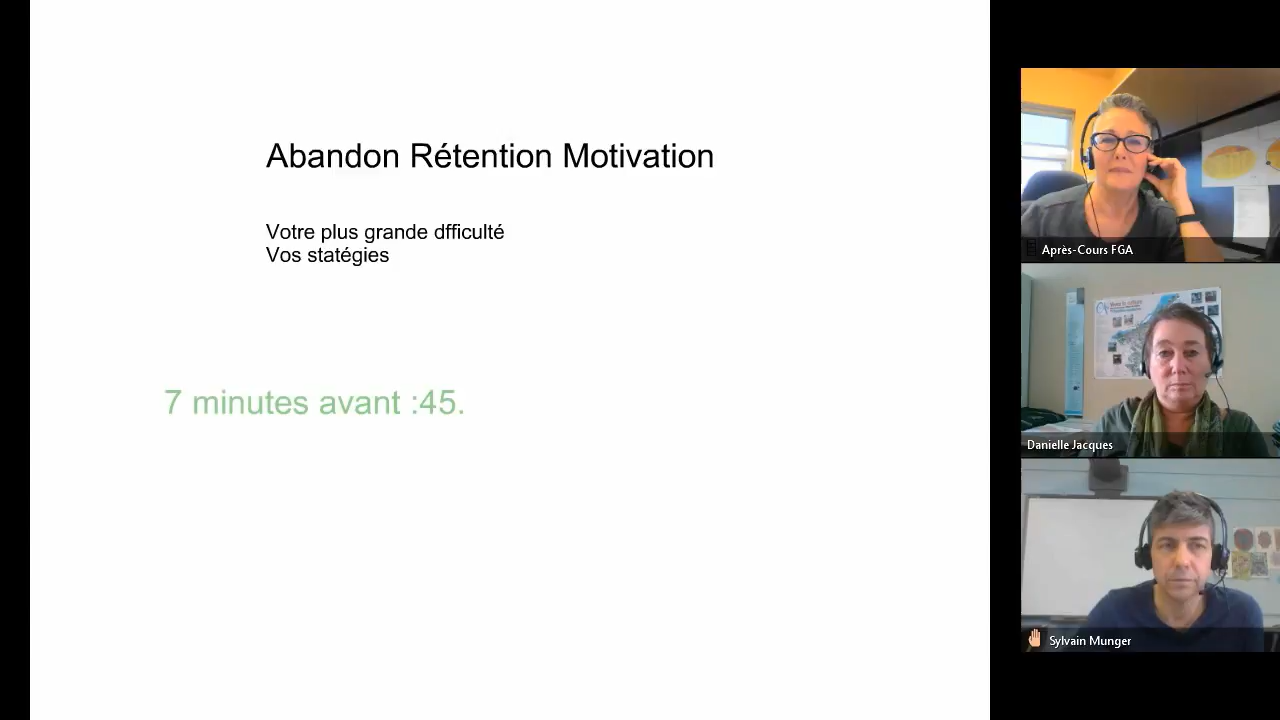 Abandon Rétention Motivation
Votre plus grande dfficulté
Vos statégies
7 minutes avant :45.
Après-Cours FGA
Danielle Jacques
Sylvain Munger